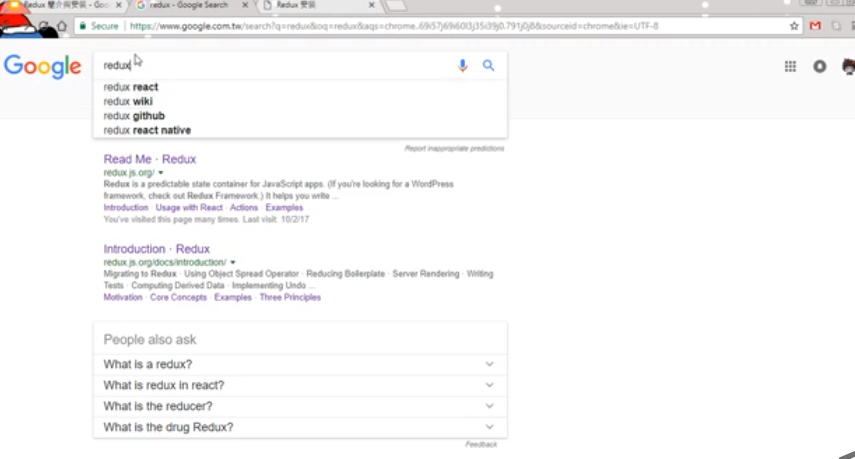 Redux 簡介與安裝 - Goo
redux - Google Search
Redux 安裝
Secure
https://www.google.com.tw/search?q=redux&oq=redux&aqs=chrome..69i57j69i60l3j35i39j0.791j0j8&sourceid=chrome&ie=UTF-8
Google
redux
redux react
redux wiki
redux github
redux react native
Report inappropriate predictions
Read Me · Redux
redux.js.org/
Redux is a predictable state container for JavaScript apps. (If you're looking for a WordPress
framework, check out Redux Framework.) It helps you write ...
Introduction · Usage with React · Actions · Examples
You've visited this page many times. Last visit: 10/2/17
Introduction · Redux
redux.js.org/docs/introduction/
Migrating to Redux · Using Object Spread Operator · Reducing Boilerplate · Server Rendering · Writing
Tests · Computing Derived Data · Implementing Undo ...
Motivation · Core Concepts · Examples · Three Principles
People also ask
What is a redux?
What is redux in react?
What is the reducer?
What is the drug Redux?
Feedback